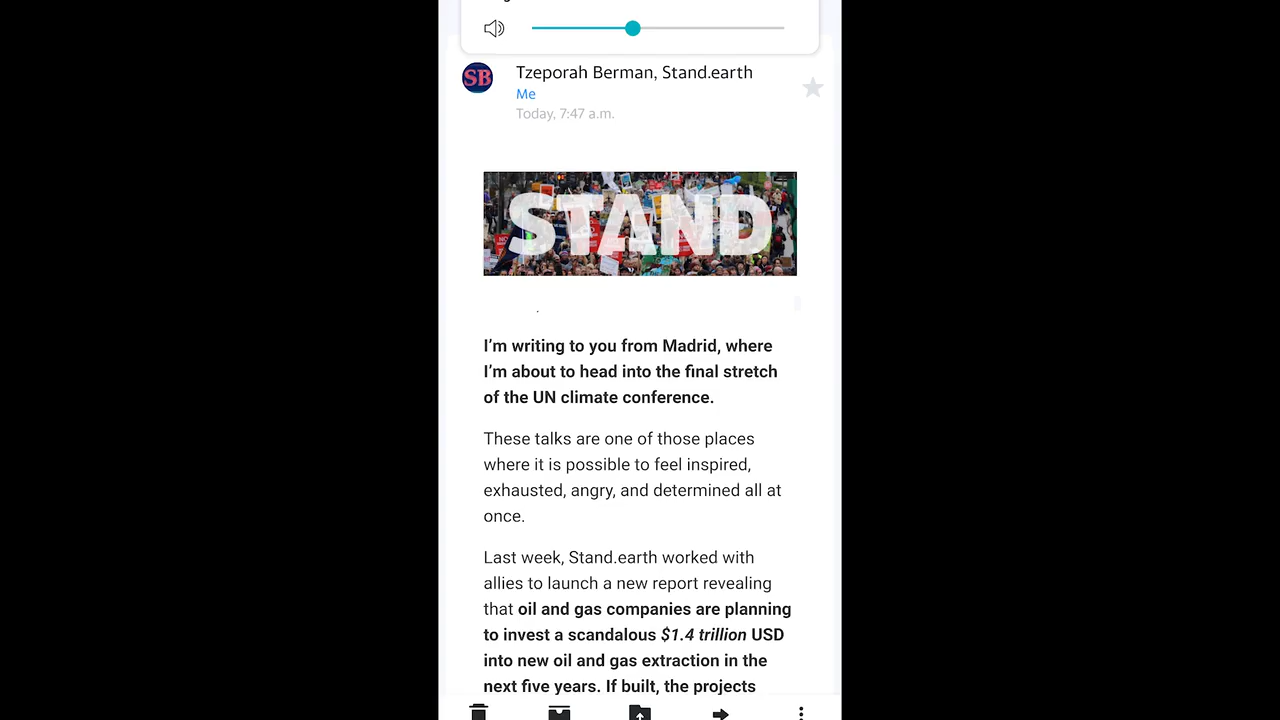 Tzeporah Berman, Stand.earth
SB
Me
Today, 7:47 a.m.
STAND
I’m writing to you from Madrid, where
I’m about to head into the final stretch
of the UN climate conference.
These talks are one of those places
where it is possible to feel inspired,
exhausted, angry, and determined all at
once.
Last week, Stand.earth worked with
allies to launch a new report revealing
that oil and gas companies are planning
to invest a scandalous $1.4 trillion USD
into new oil and gas extraction in the
next five years. If built, the projects